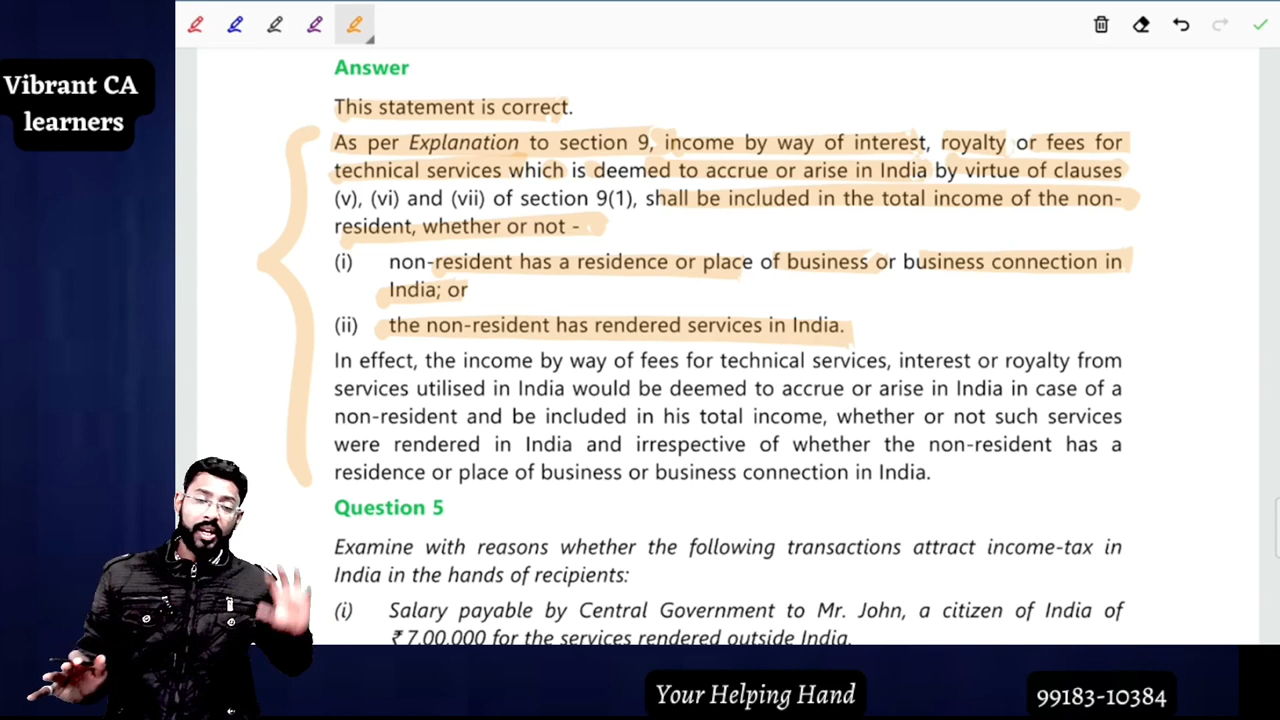 Vibrant CA
learners
Answer
This statement is correct.
As per Explanation to section 9, income by way of interest, royalty or fees for
technical services which is deemed to accrue or arise in India by virtue of clauses
(v), (vi) and (vii) of section 9(1), shall be included in the total income of the non-
resident, whether or not -
(i) non-resident has a residence or place of business or business connection in
India; or
(ii) the non-resident has rendered services in India.
In effect, the income by way of fees for technical services, interest or royalty from
services utilised in India would be deemed to accrue or arise in India in case of a
non-resident and be included in his total income, whether or not such services
were rendered in India and irrespective of whether the non-resident has a
residence or place of business or business connection in India.
Question 5
Examine with reasons whether the following transactions attract income-tax in
India in the hands of recipients:
(i) Salary payable by Central Government to Mr. John, a citizen of India of
₹ 7,00,000 for the services rendered outside India.
Your Helping Hand
99183-10384